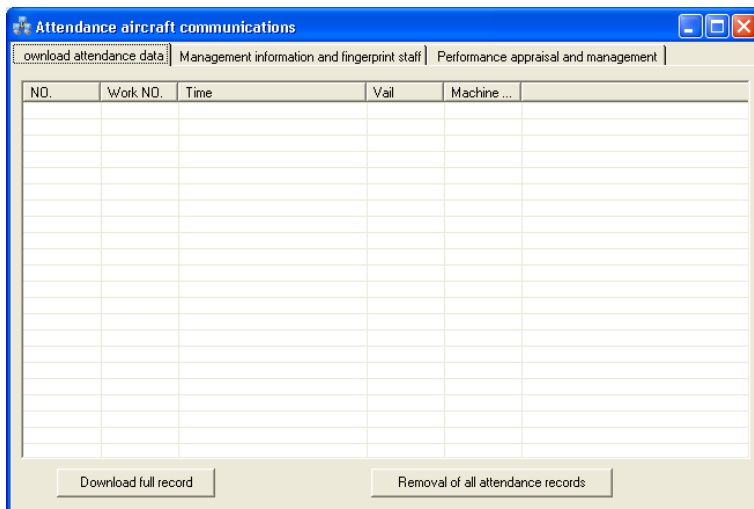 Attendance aircraft communications
ownload attendance data Management information and fingerprint staff Performance appraisal and management
NO. Work NO. Time Vail Machine ...
Download full record Removal of all attendance records